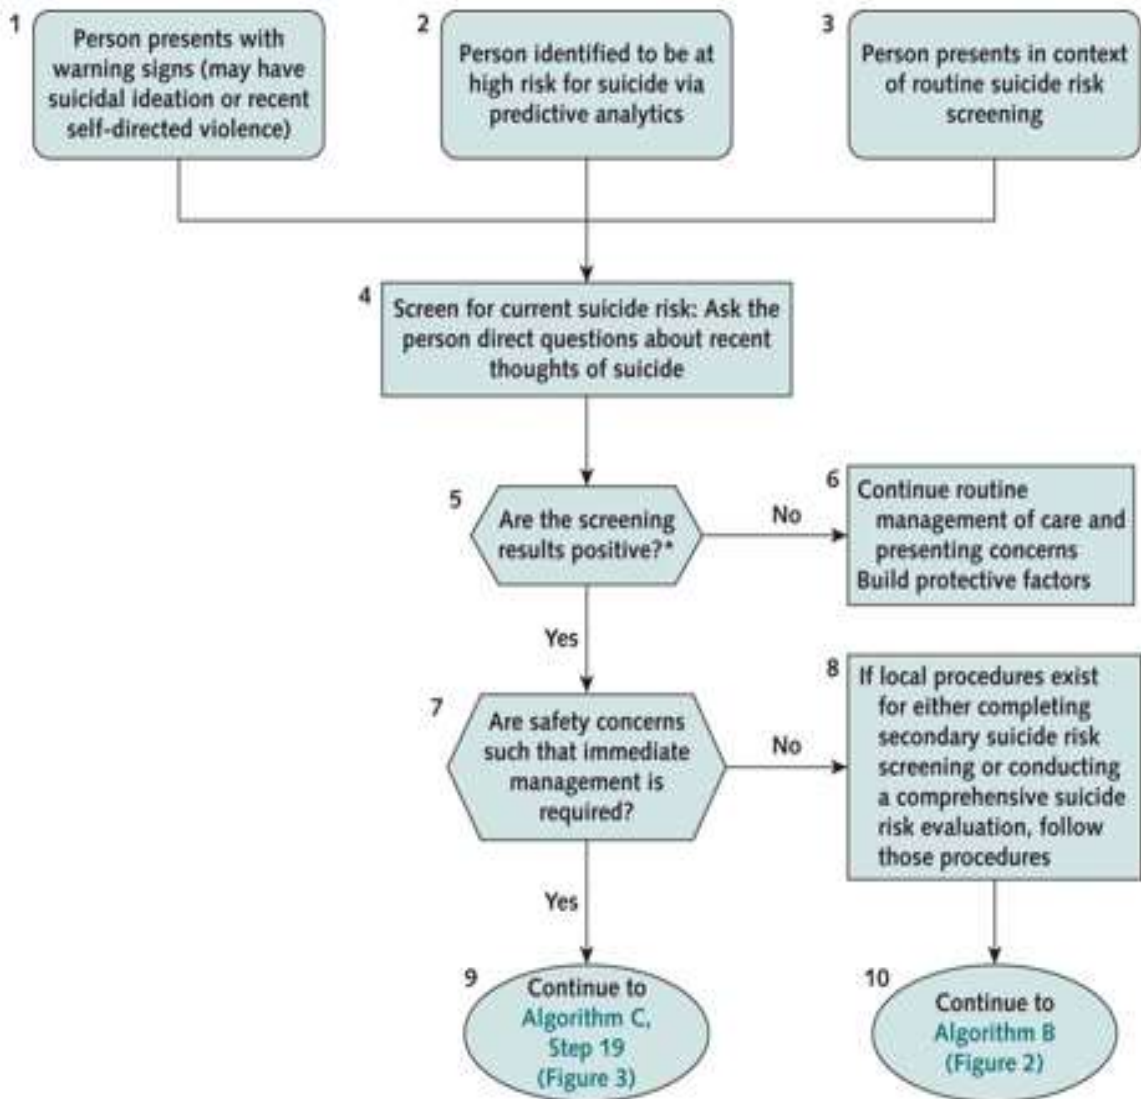 1
Person presents with
warning signs (may have
suicidal ideation or recent
self-directed violence)
2
Person identified to be at
high risk for suicide via
predictive analytics
3
Person presents in context
of routine suicide risk
screening
4
Screen for current suicide risk: Ask the
person direct questions about recent
thoughts of suicide
5
Are the screening
results positive?*
No
6
Continue routine
management of care and
presenting concerns
Build protective factors
Yes
7
Are safety concerns
such that immediate
management is
required?
No
8
If local procedures exist
for either completing
secondary suicide risk
screening or conducting
a comprehensive suicide
risk evaluation, follow
those procedures
Yes
9
Continue to
Algorithm C,
Step 19
(Figure 3)
10
Continue to
Algorithm B
(Figure 2)